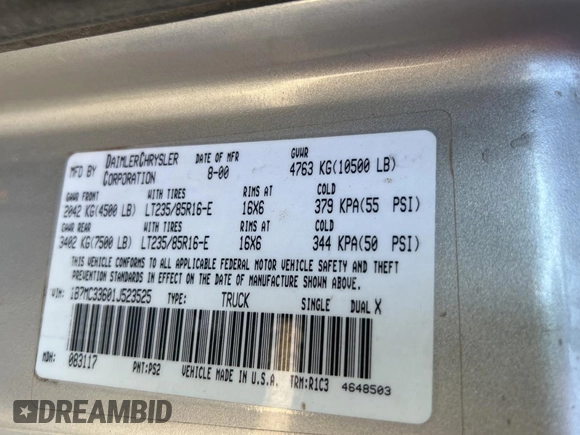 MFD BY DAIMLERCHRYSLER CORPORATION DATE OF MFR 8-00 GVWR 4763 KG(10500 LB)
GAWR FRONT WITH TIRES RIMS AT COLD
2042 KG(4500 LB) LT235/85R16-E 16X6 379 KPA(55 PSI)
GAWR REAR WITH TIRES RIMS AT COLD
3402 KG(7500 LB) LT235/85R16-E 16X6 344 KPA(50 PSI)
THIS VEHICLE CONFORMS TO ALL APPLICABLE FEDERAL MOTOR VEHICLE SAFETY AND THEFT
PREVENTION STANDARDS IN EFFECT ON THE DATE OF MANUFACTURE SHOWN ABOVE.
VIN: 1B7MC33601J523525 TYPE: TRUCK SINGLE DUAL X
MDH: 083117 PNT:PS2 VEHICLE MADE IN U.S.A. TRM:R1C3 4648503
DREAMBID